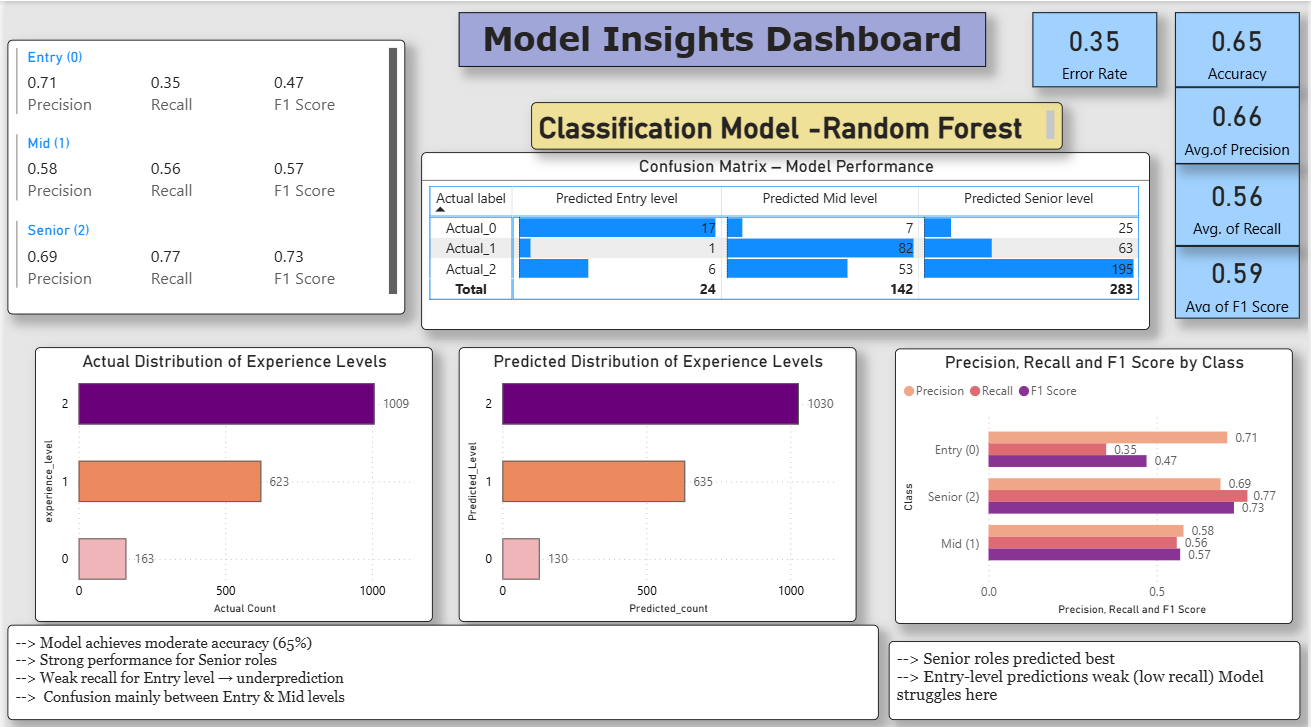 Model Insights Dashboard
0.35
Error Rate
0.65
Accuracy
0.66
Avg.of Precision
0.56
Avg. of Recall
0.59
Avg of F1 Score
Entry (0)
0.71 0.35 0.47
Precision Recall F1 Score
Mid (1)
0.58 0.56 0.57
Precision Recall F1 Score
Senior (2)
0.69 0.77 0.73
Precision Recall F1 Score
Classification Model -Random Forest
Confusion Matrix – Model Performance
Actual label Predicted Entry level Predicted Mid level Predicted Senior level
Actual_0 17 7 25
Actual_1 1 82 63
Actual_2 6 53 195
Total 24 142 283
Actual Distribution of Experience Levels
experience_level
2 1009
1 623
0 163
0 500 1000
Actual Count
Predicted Distribution of Experience Levels
Predicted_Level
2 1030
1 635
0 130
0 500 1000
Predicted_count
Precision, Recall and F1 Score by Class
Precision Recall F1 Score
Class
Entry (0) 0.71
0.35
0.47
Senior (2) 0.69
0.77
0.73
Mid (1) 0.58
0.56
0.57
0.0 0.5
Precision, Recall and F1 Score
--> Model achieves moderate accuracy (65%)
--> Strong performance for Senior roles
--> Weak recall for Entry level → underprediction
--> Confusion mainly between Entry & Mid levels
--> Senior roles predicted best
--> Entry-level predictions weak (low recall) Model
struggles here